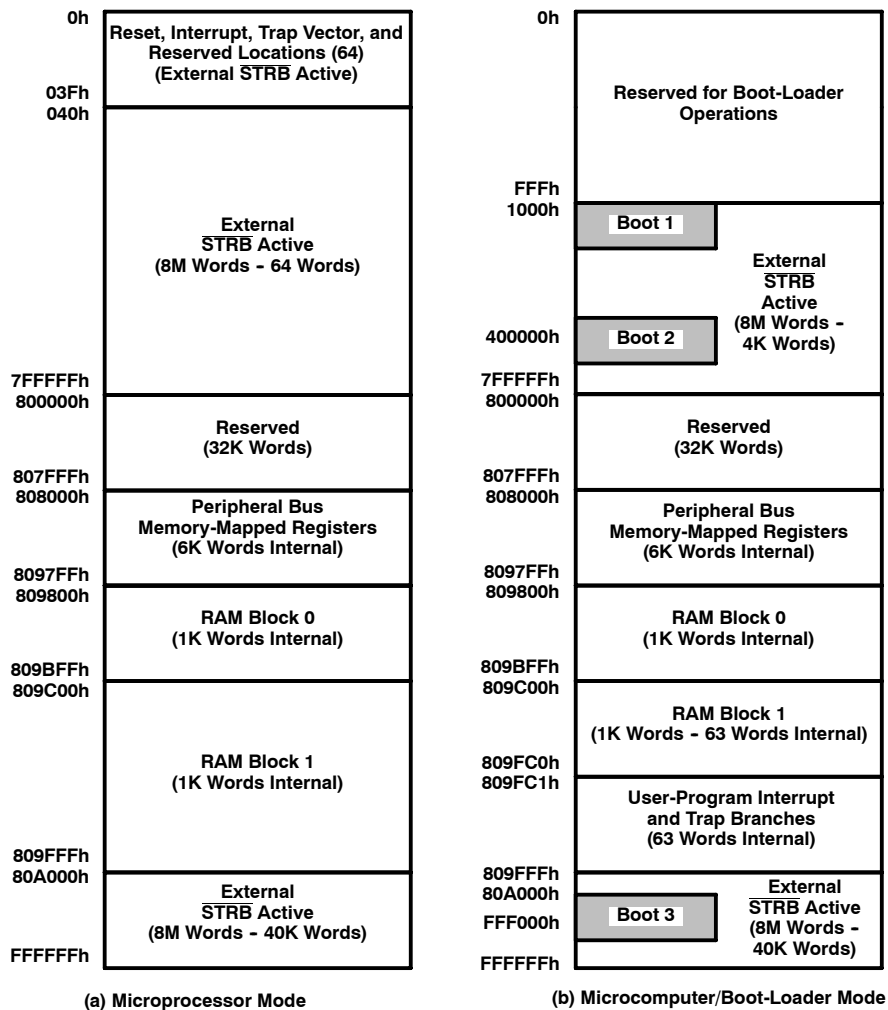 0h
Reset, Interrupt, Trap Vector, and
Reserved Locations (64)
(External STRB Active)
03Fh
040h
External
STRB Active
(8M Words - 64 Words)
7FFFFFh
800000h
Reserved
(32K Words)
807FFFh
808000h
Peripheral Bus
Memory-Mapped Registers
(6K Words Internal)
8097FFh
809800h
RAM Block 0
(1K Words Internal)
809BFFh
809C00h
RAM Block 1
(1K Words Internal)
809FFFh
80A000h
External
STRB Active
(8M Words - 40K Words)
FFFFFFh
(a) Microprocessor Mode
0h
Reserved for Boot-Loader
Operations
FFFh
1000h
Boot 1
External
STRB
Active
(8M Words -
4K Words)
400000h
Boot 2
7FFFFFh
800000h
Reserved
(32K Words)
807FFFh
808000h
Peripheral Bus
Memory-Mapped Registers
(6K Words Internal)
8097FFh
809800h
RAM Block 0
(1K Words Internal)
809BFFh
809C00h
RAM Block 1
(1K Words - 63 Words Internal)
809FC0h
809FC1h
User-Program Interrupt
and Trap Branches
(63 Words Internal)
809FFFh
80A000h
Boot 3
FFF000h
External
STRB Active
(8M Words -
40K Words)
FFFFFFh
(b) Microcomputer/Boot-Loader Mode